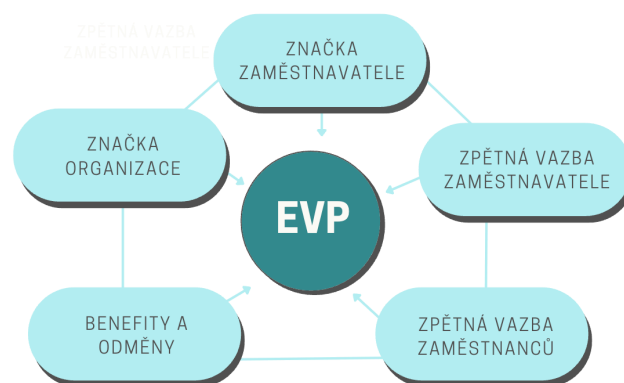 ZPĚTNÁ VAZBA
ZAMĚSTNAVATELE
ZNAČKA
ZAMĚSTNAVATELE
ZNAČKA
ORGANIZACE
ZPĚTNÁ VAZBA
ZAMĚSTNAVATELE
EVP
BENEFITY A
ODMĚNY
ZPĚTNÁ VAZBA
ZAMĚSTNANCŮ